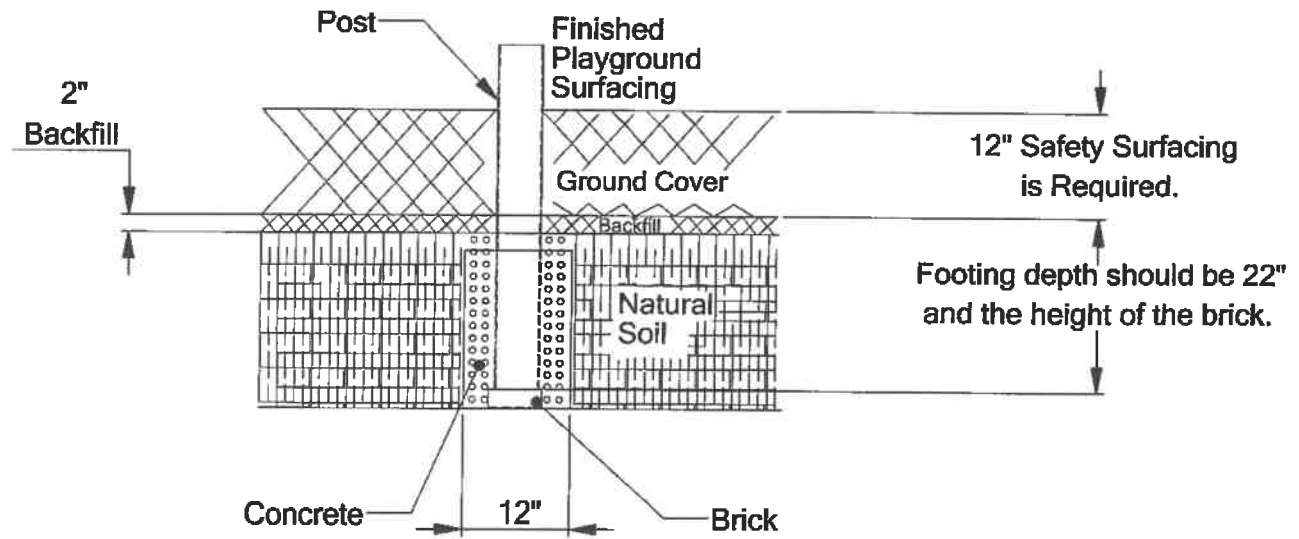 Post
Finished
Playground
Surfacing
2"
Backfill
12" Safety Surfacing
is Required.
Ground Cover
Backfill
Footing depth should be 22"
and the height of the brick.
Natural
Soil
Concrete
12"
Brick